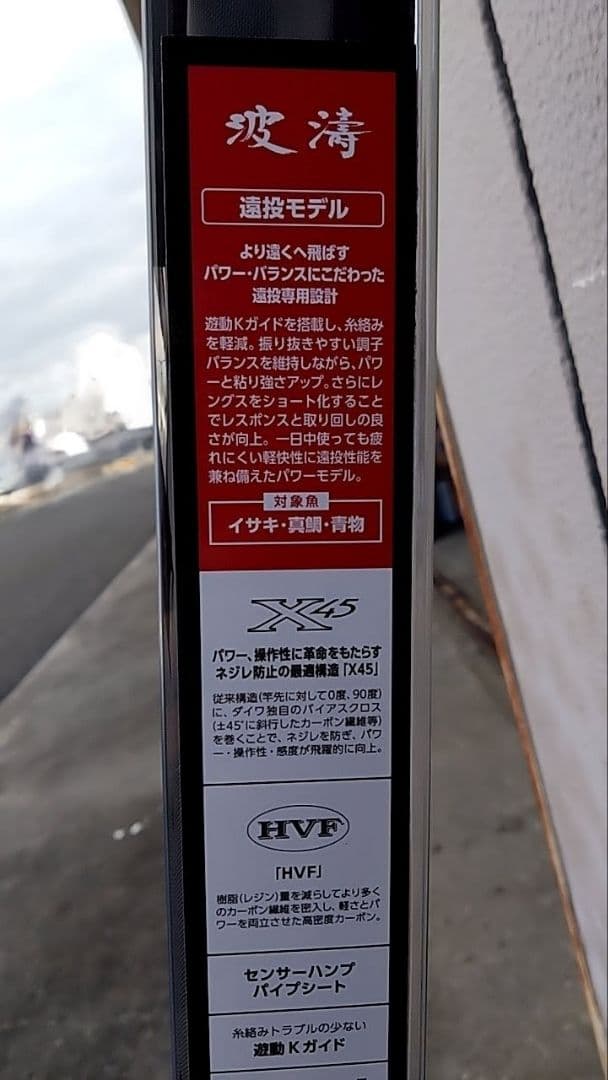 波濤
遠投モデル
より遠くへ飛ばす
パワー・バランスにこだわった
遠投専用設計
遊動Kガイドを搭載し、糸絡み
を軽減。振り抜きやすい調子
バランスを維持しながら、パワ
ーと粘り強さアップ。さらにレ
ングスをショート化すること
でレスポンスと取り回しの良
さが向上。一日中使っても疲
れにくい軽快性に遠投性能を
兼ね備えたパワーモデル。
対象魚
イサキ・真鯛・青物
X45
パワー、操作性に革命をもたらす
ネジレ防止の最適構造「X45」
従来構造(竿先に対して0度、90度)
に、ダイワ独自のバイアスクロス
(±45°に斜行したカーボン繊維等)
を巻くことで、ネジレを防ぎ、パワ
ー・操作性・感度が飛躍的に向上。
HVF
「HVF」
樹脂(レジン)量を減らしてより多く
のカーボン繊維を密入し、軽さとパ
ワーを両立させた高密度カーボン。
センサーハンプ
パイプシート
糸絡みトラブルの少ない
遊動Kガイド